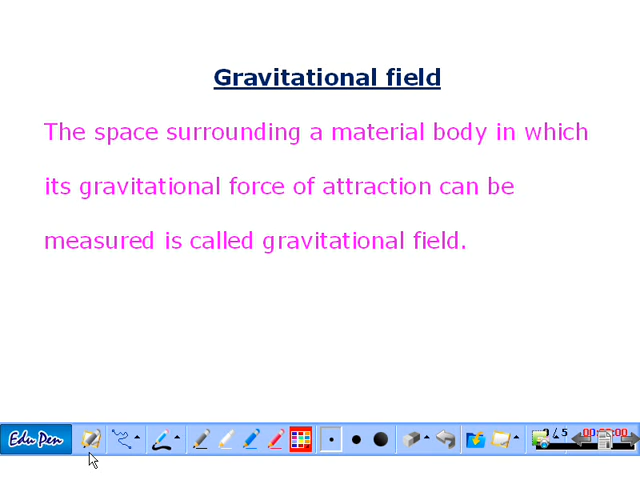 Gravitational field
The space surrounding a material body in which
its gravitational force of attraction can be
measured is called gravitational field.
Edu Pen
/ 5